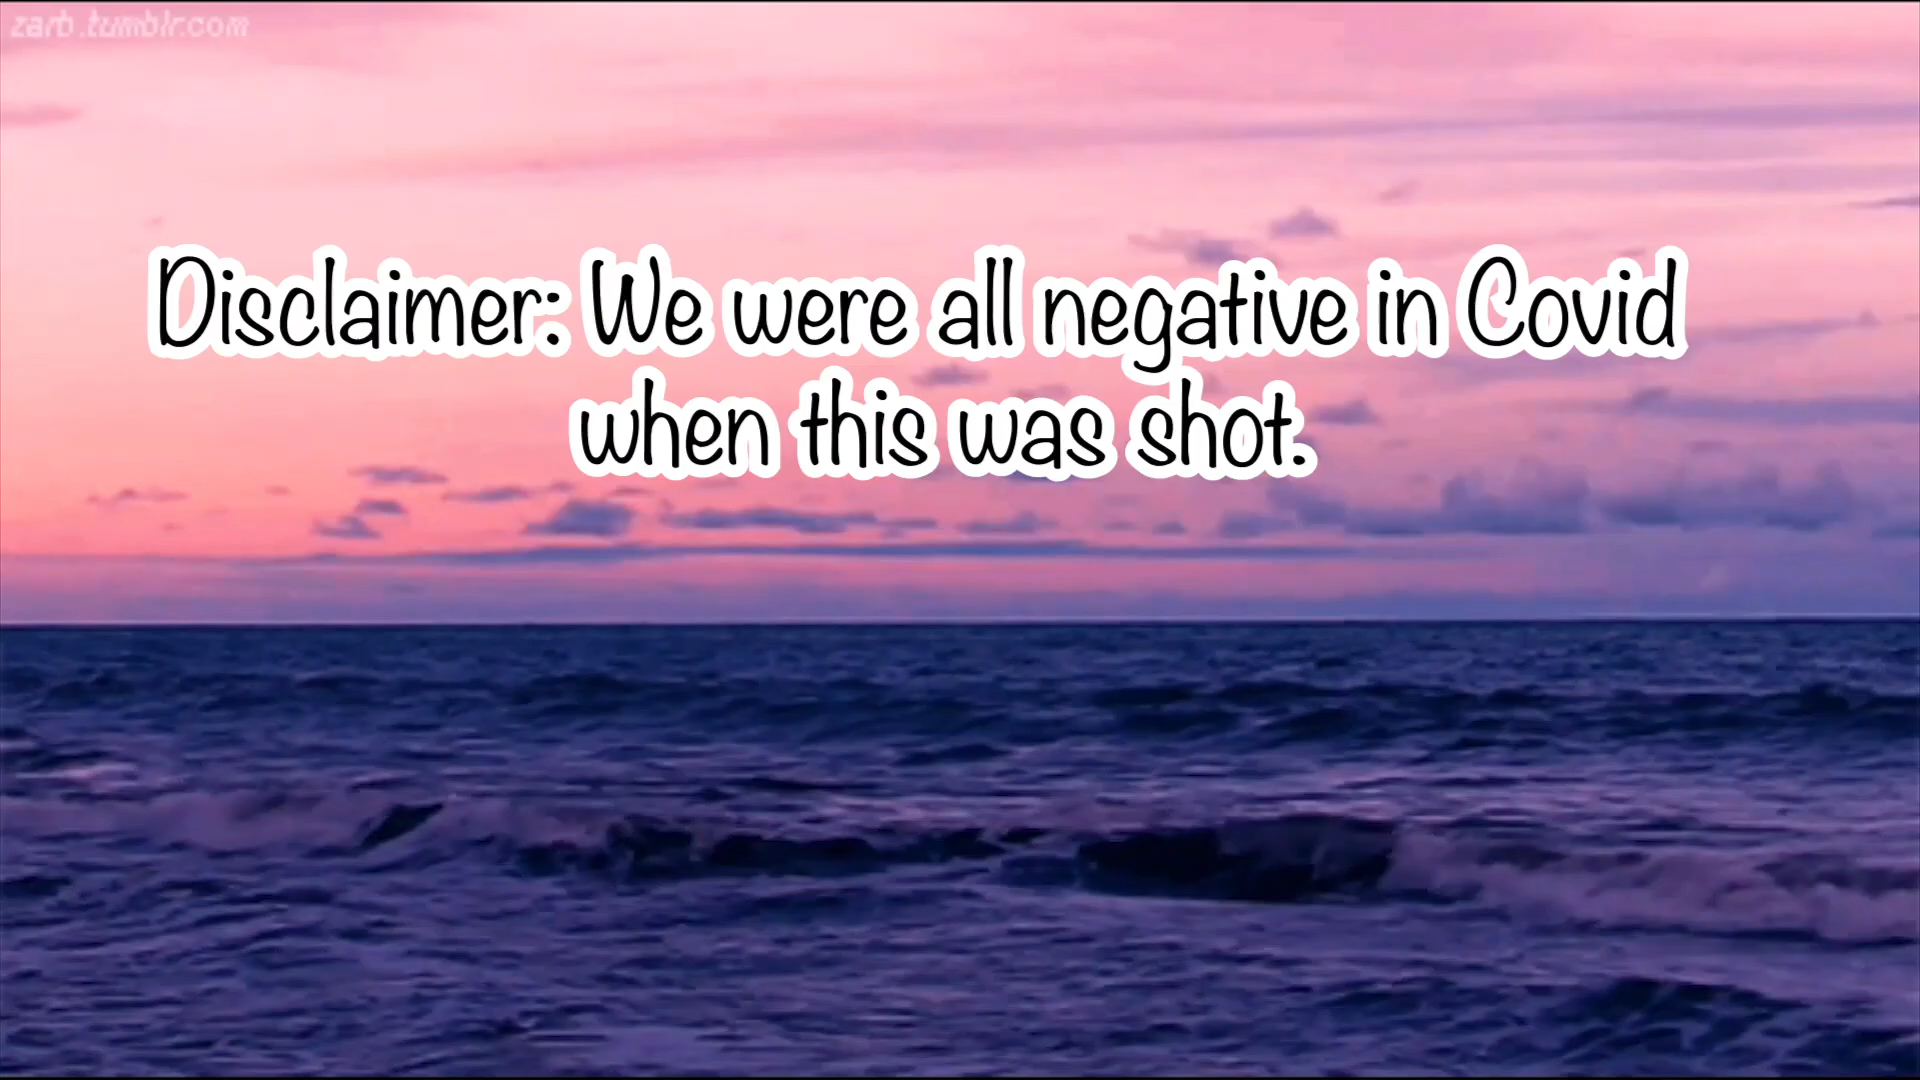 zarb.tumblr.com
Disclaimer: We were all negative in Covid
when this was shot.